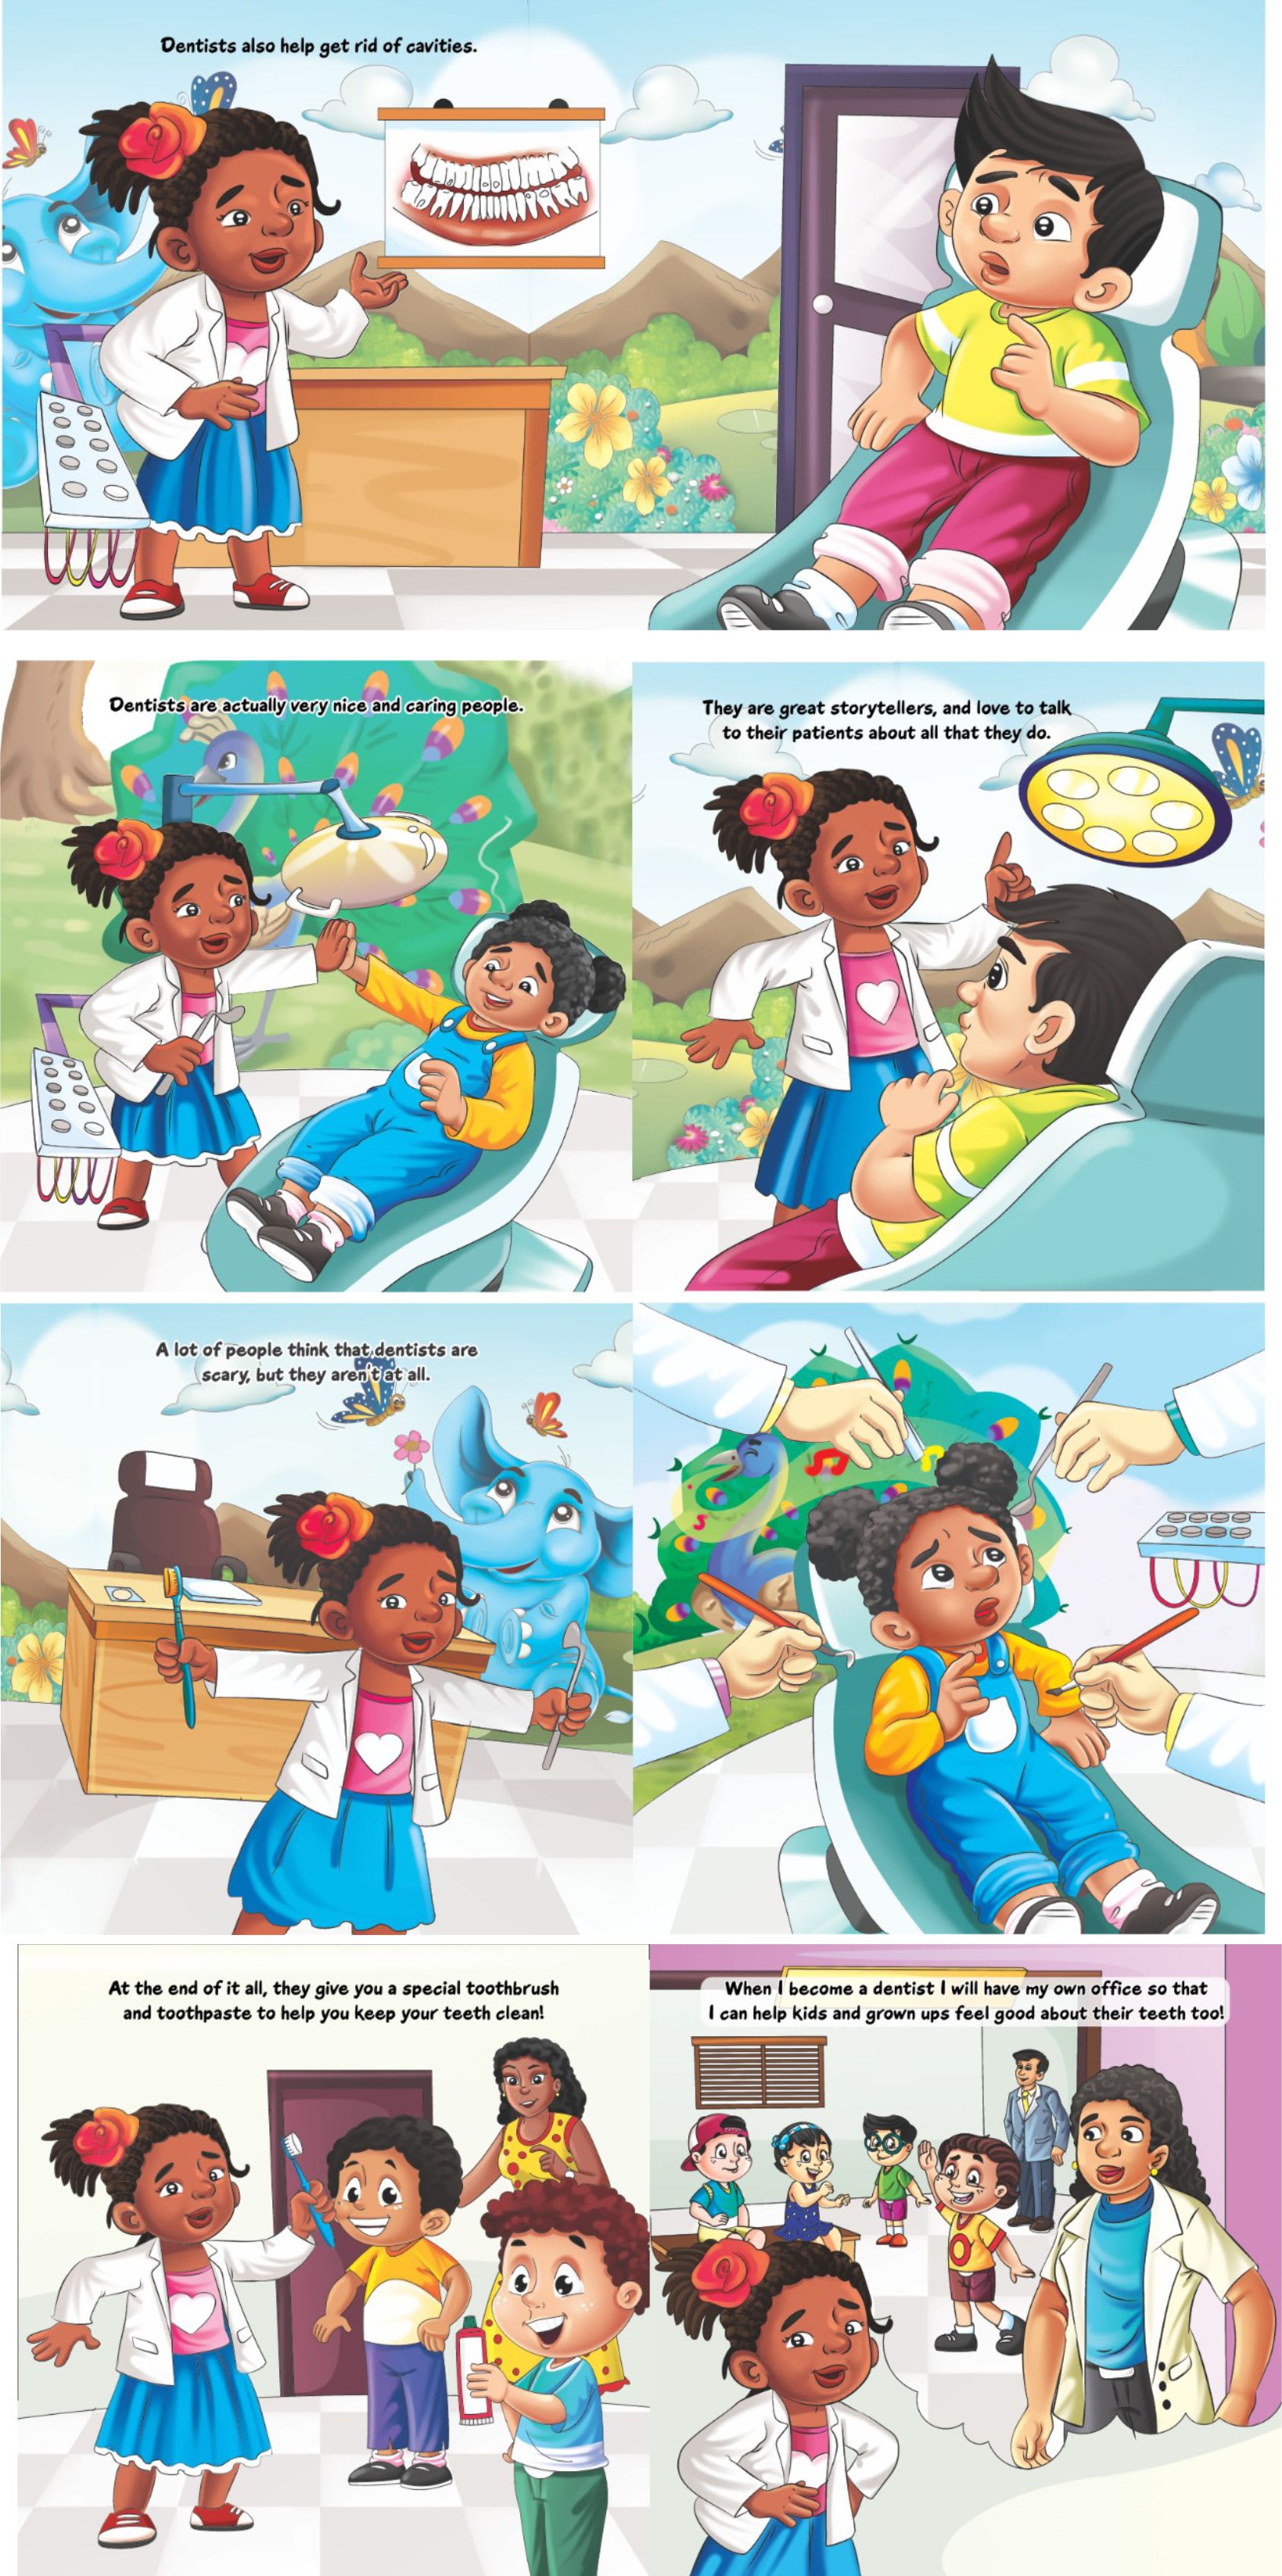 Dentists also help get rid of cavities.
Dentists are actually very nice and caring people.
They are great storytellers, and love to talk
to their patients about all that they do.
A lot of people think that dentists are
scary, but they aren't at all.
At the end of it all, they give you a special toothbrush
and toothpaste to help you keep your teeth clean!
When I become a dentist I will have my own office so that
I can help kids and grown ups feel good about their teeth too!